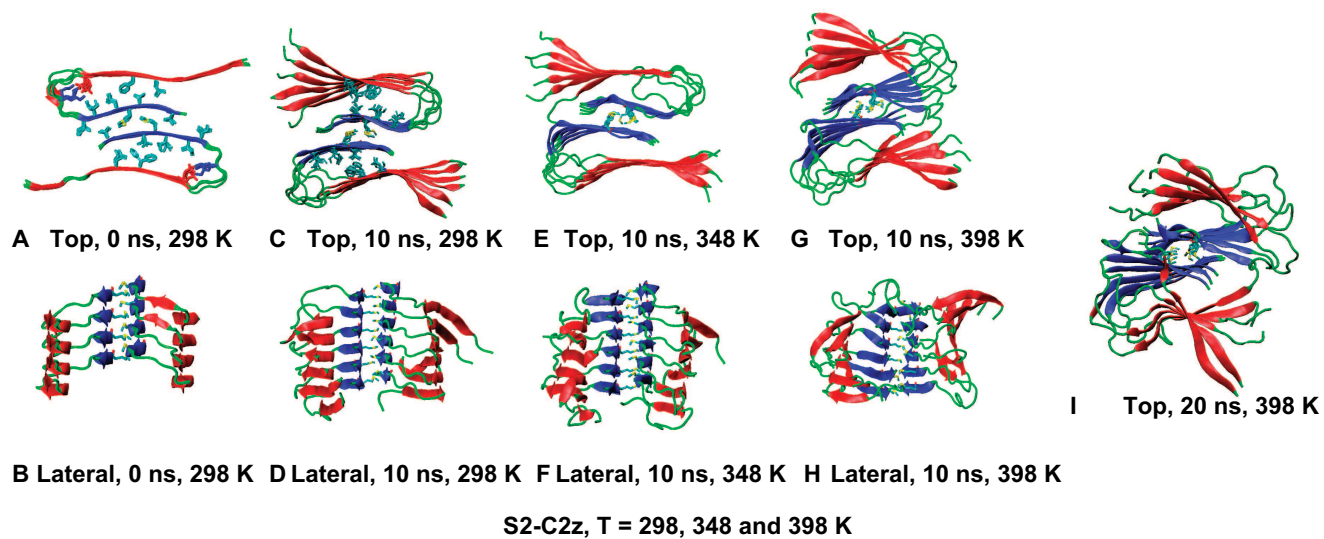 A Top, 0 ns, 298 K
C Top, 10 ns, 298 K
E Top, 10 ns, 348 K
G Top, 10 ns, 398 K
I Top, 20 ns, 398 K
B Lateral, 0 ns, 298 K
D Lateral, 10 ns, 298 K
F Lateral, 10 ns, 348 K
H Lateral, 10 ns, 398 K
S2-C2z, T = 298, 348 and 398 K